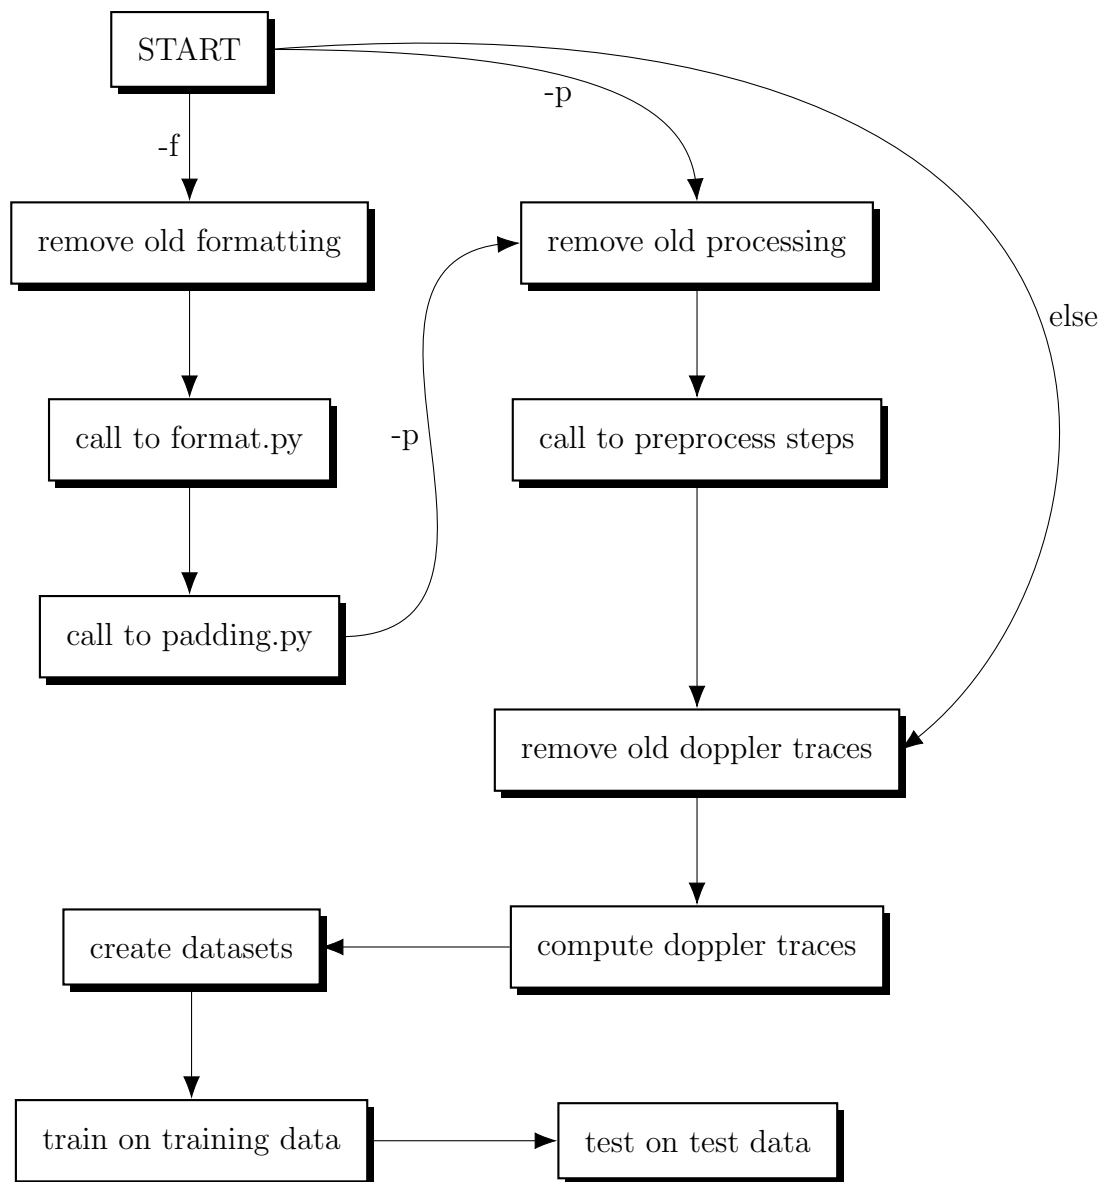 START
-p
-f
remove old formatting
remove old processing
else
call to format.py
-p
call to preprocess steps
call to padding.py
remove old doppler traces
create datasets
compute doppler traces
train on training data
test on test data